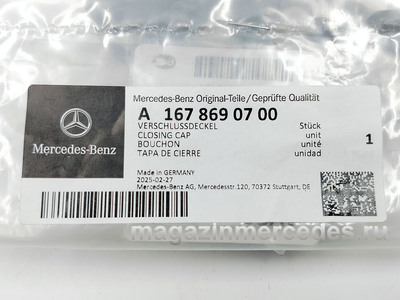 Mercedes-Benz Original-Teile/Geprüfte Qualität
A 167 869 07 00
VERSCHLUSSDECKEL Stück
CLOSING CAP unit
BOUCHON unité
TAPA DE CIERRE unidad
1
Mercedes-Benz
Made in GERMANY
2025-02-27
Mercedes-Benz AG, Mercedesstr.120, 70372 Stuttgart, DE
magazinmercedes.ru